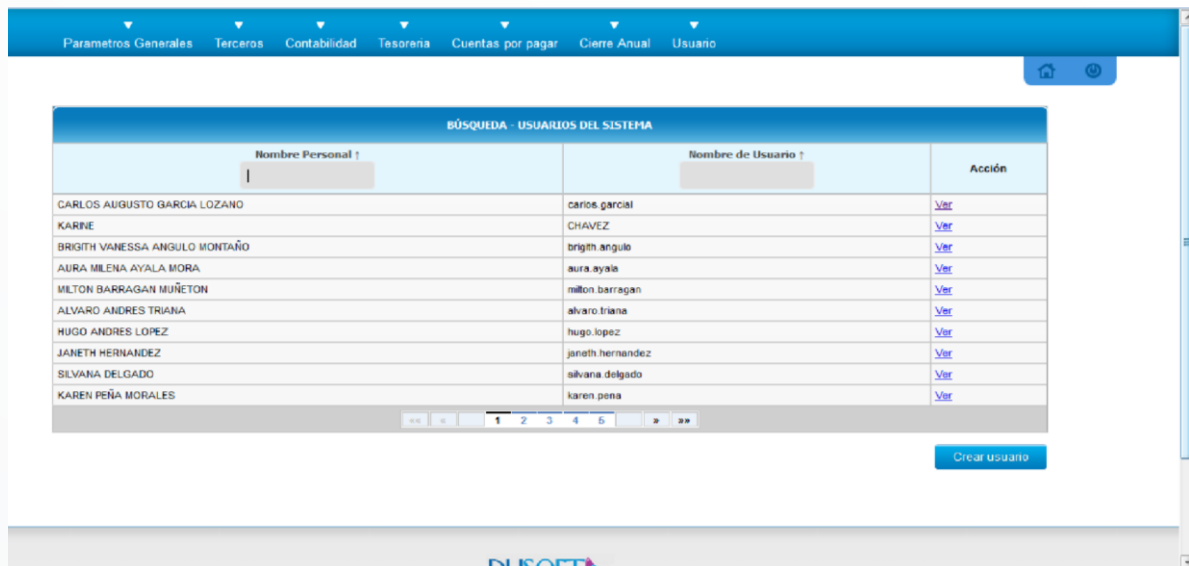 Parametros Generales Terceros Contabilidad Tesoreria Cuentas por pagar Cierre Anual Usuario
BÚSQUEDA - USUARIOS DEL SISTEMA
Nombre Personal ↑ Nombre de Usuario ↑ Acción
CARLOS AUGUSTO GARCIA LOZANO carlos.garcial Ver
KARINE CHAVEZ Ver
BRIGITH VANESSA ANGULO MONTAÑO brigith.angulo Ver
AURA MILENA AYALA MORA aura.ayala Ver
MILTON BARRAGAN MUÑETON milton.barragan Ver
ALVARO ANDRES TRIANA alvaro.triana Ver
HUGO ANDRES LOPEZ hugo.lopez Ver
JANETH HERNANDEZ janeth.hernandez Ver
SILVANA DELGADO silvana.delgado Ver
KAREN PEÑA MORALES karen.pena Ver
«« « 1 2 3 4 5 » »»
Crear usuario